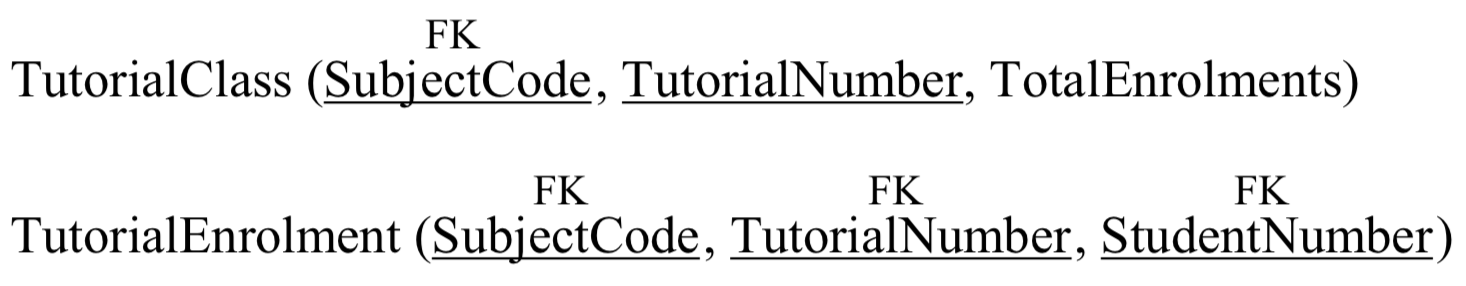 FK
TutorialClass (SubjectCode, TutorialNumber, TotalEnrolments)
FK FK FK
TutorialEnrolment (SubjectCode, TutorialNumber, StudentNumber)